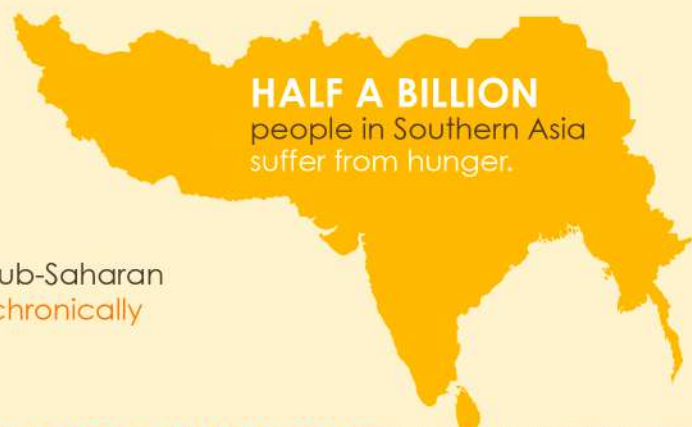 HALF A BILLION
people in Southern Asia
suffer from hunger.
ub-Saharan
chronically